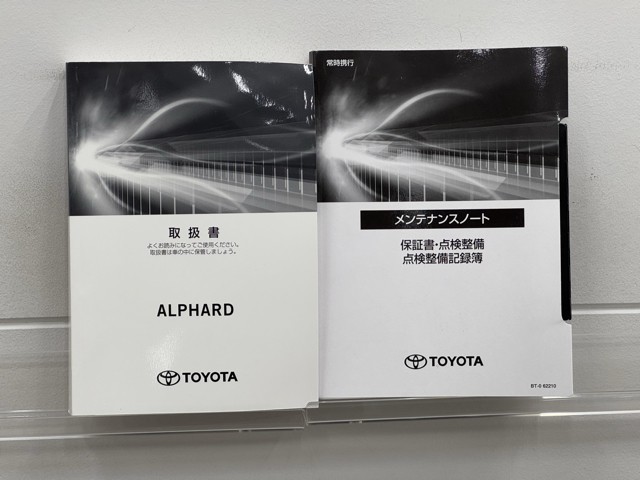 取扱書
よくお読みになってご使用ください。
取扱書は車の中に保管しましょう。
ALPHARD
TOYOTA
常時携行
メンテナンスノート
保証書・点検整備
点検整備記録簿
TOYOTA
BT-0 62210